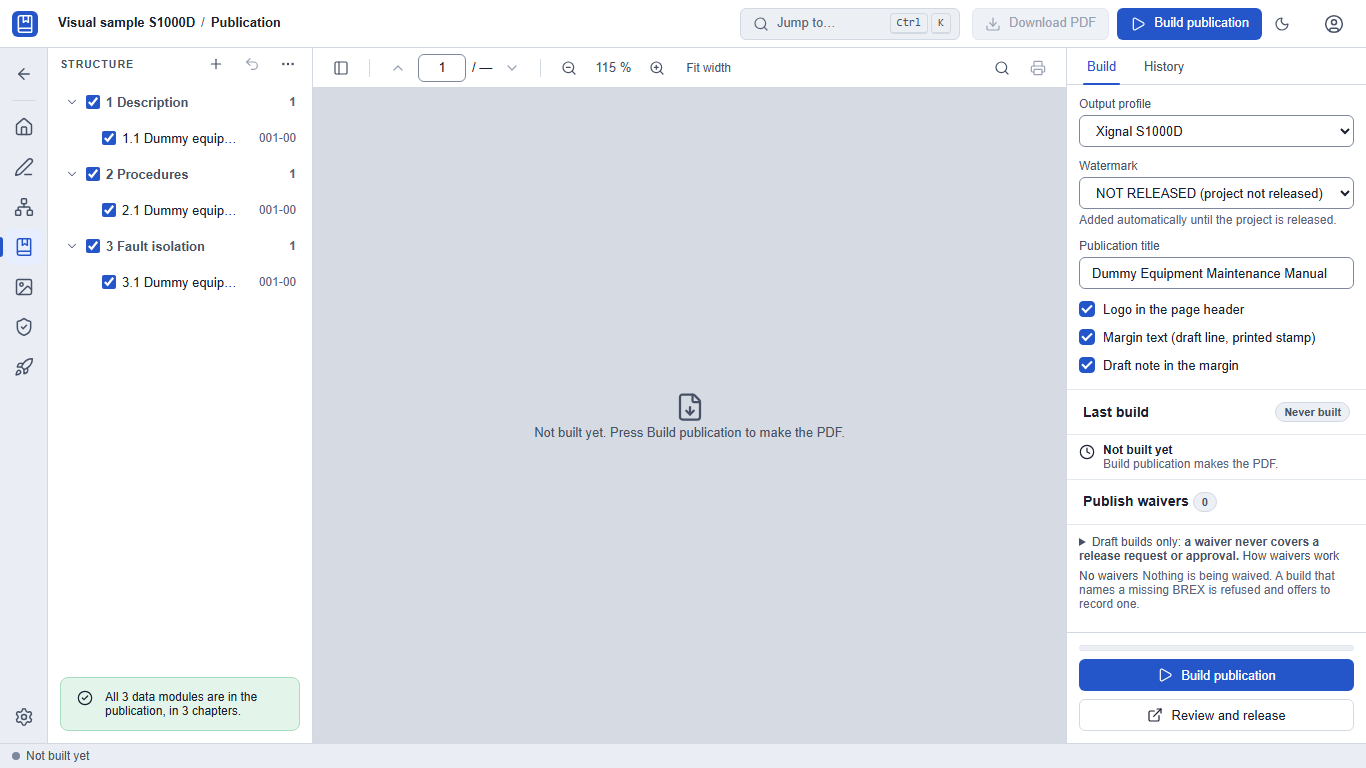 Visual sample S1000D / Publication
Jump to… Ctrl K
Download PDF
Build publication
STRUCTURE
1 Description 1
1.1 Dummy equip… 001-00
2 Procedures 1
2.1 Dummy equip… 001-00
3 Fault isolation 1
3.1 Dummy equip… 001-00
All 3 data modules are in the
publication, in 3 chapters.
1 / —
115 %
Fit width
Not built yet. Press Build publication to make the PDF.
Build History
Output profile
Xignal S1000D
Watermark
NOT RELEASED (project not released)
Added automatically until the project is released.
Publication title
Dummy Equipment Maintenance Manual
Logo in the page header
Margin text (draft line, printed stamp)
Draft note in the margin
Last build Never built
Not built yet
Build publication makes the PDF.
Publish waivers 0
Draft builds only: a waiver never covers a
release request or approval. How waivers work
No waivers Nothing is being waived. A build that
names a missing BREX is refused and offers to
record one.
Build publication
Review and release
Not built yet